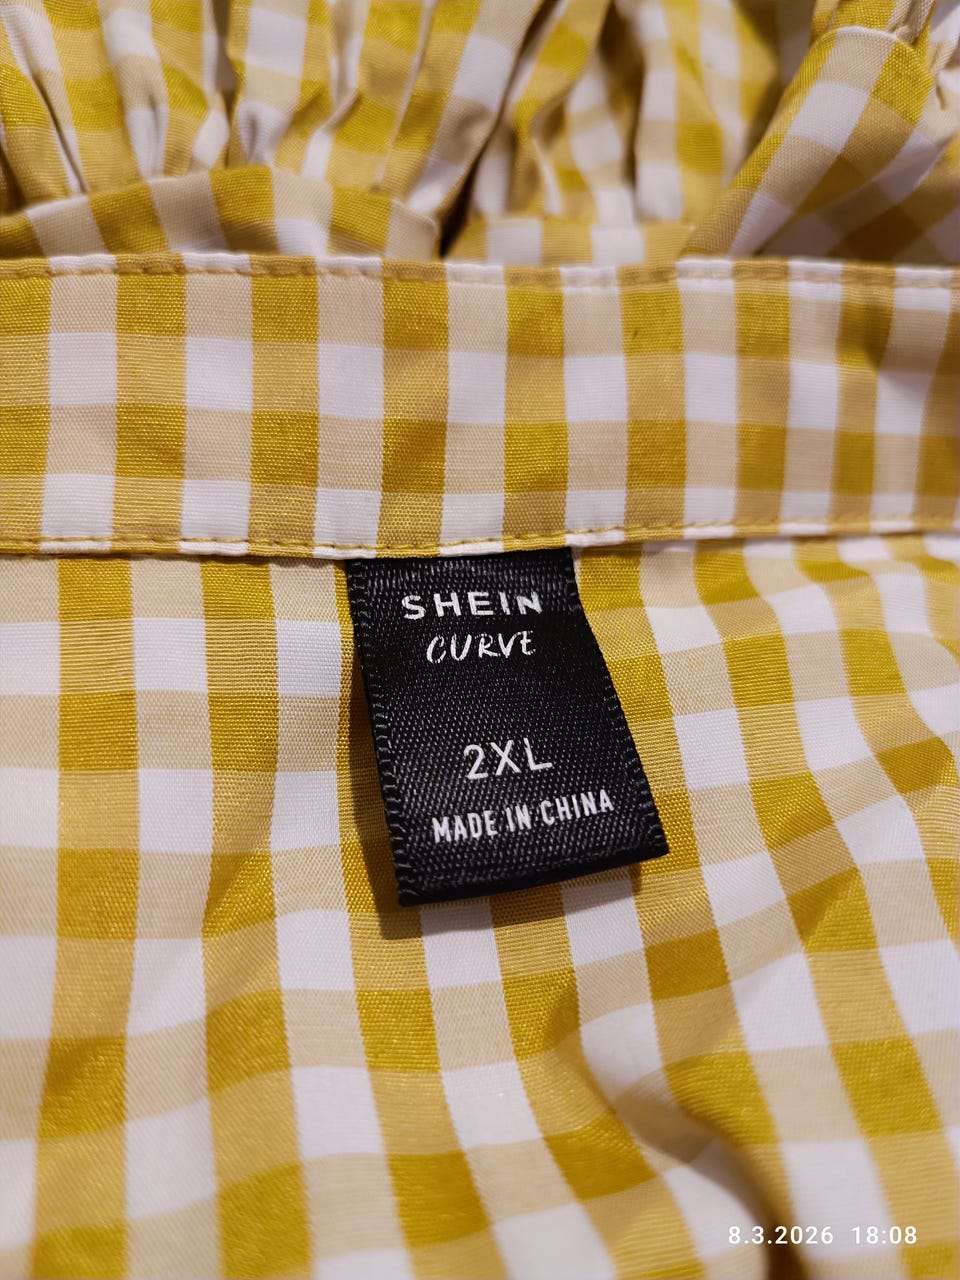 SHEIN
CURVE
2XL
MADE IN CHINA
8.3.2026 18:08